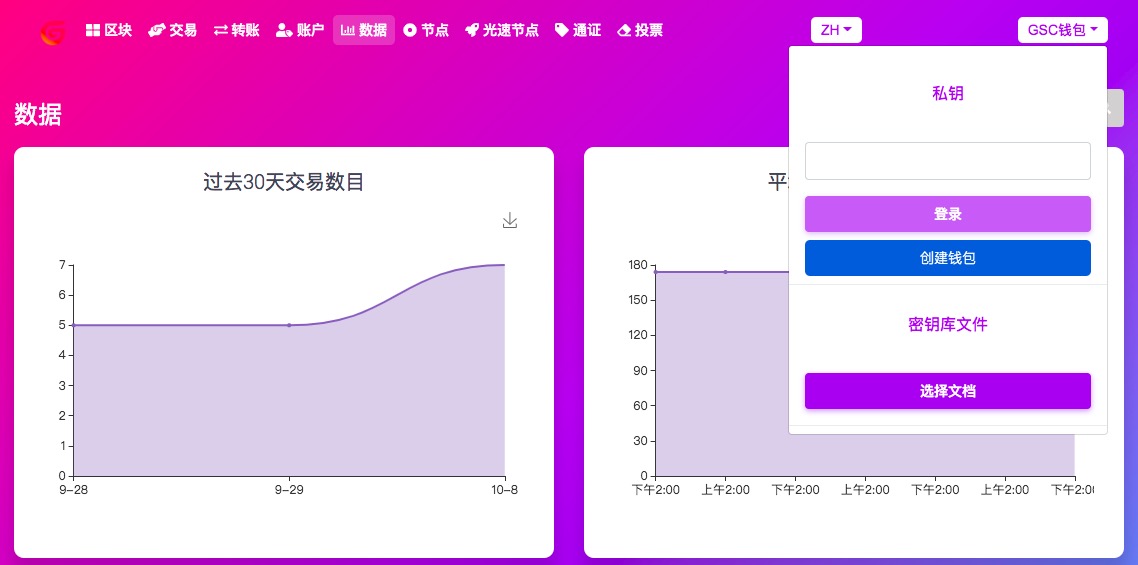 区块 交易 转账 账户 数据 节点 光速节点 通证 投票 ZH GSC钱包
数据
私钥
登录
创建钱包
密钥库文件
选择文档
过去30天交易数目
7
6
5
4
3
2
1
0
9-28 9-29 10-8
平
180
150
120
90
60
30
0
下午2:00 上午2:00 下午2:00 上午2:00 下午2:00 上午2:00 下午2:0